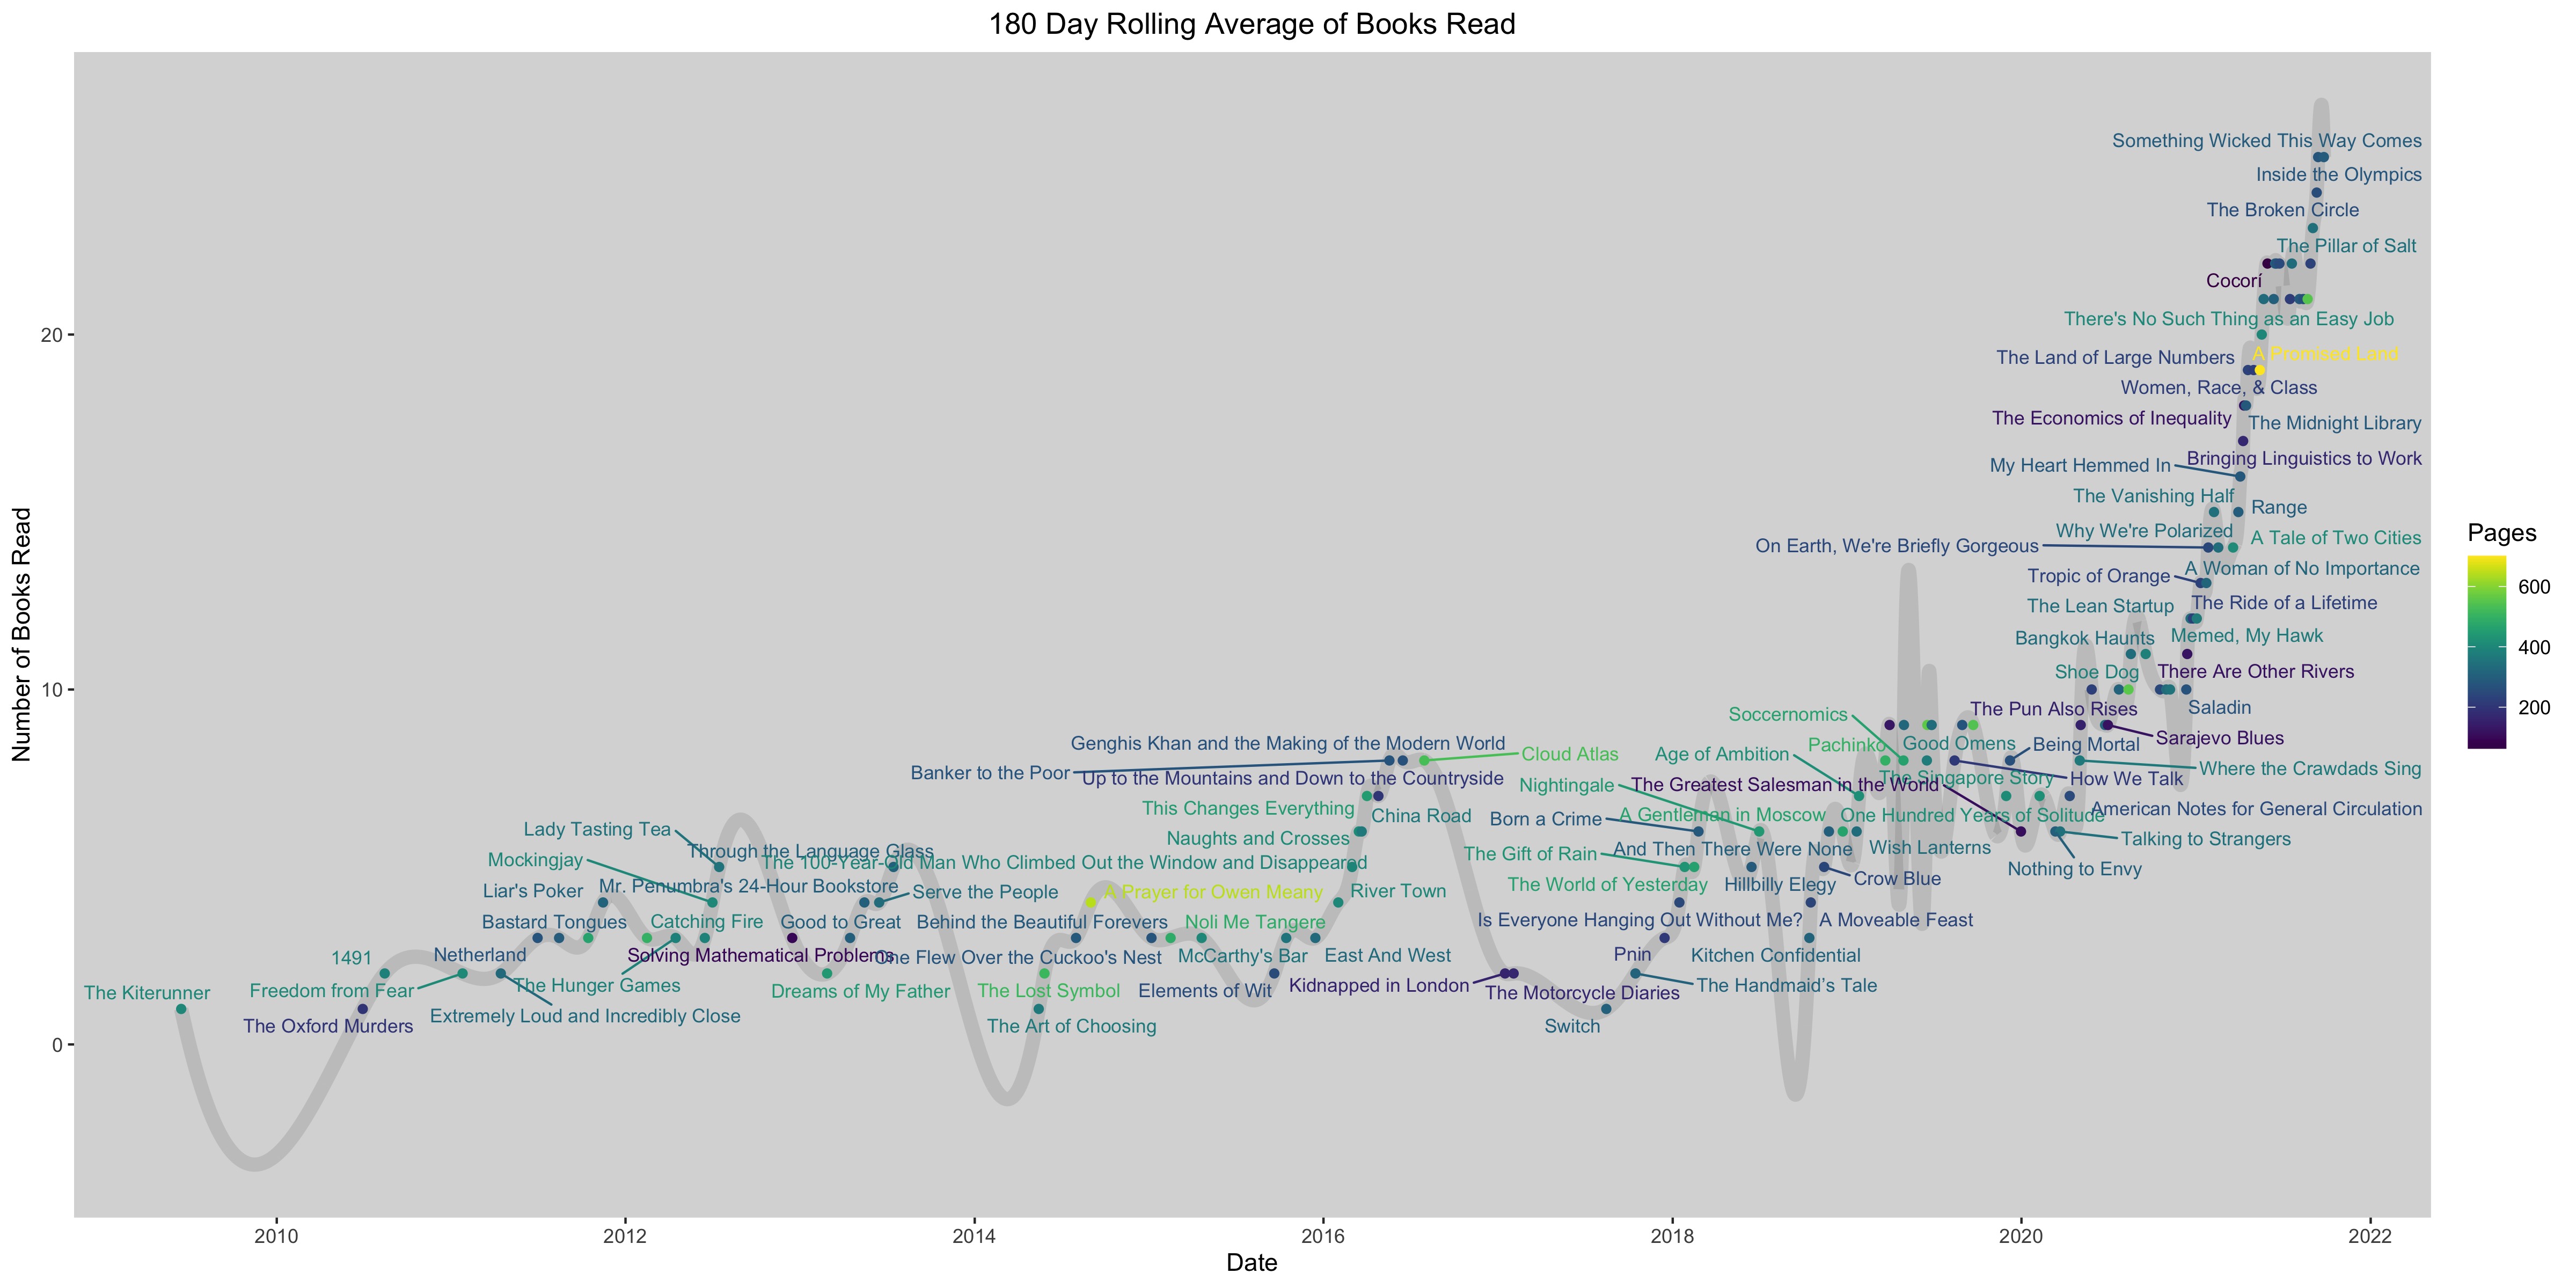 180 Day Rolling Average of Books Read
Number of Books Read
20
10
0
Something Wicked This Way Comes
Inside the Olympics
The Broken Circle
The Pillar of Salt
Cocorí
There's No Such Thing as an Easy Job
A Promised Land
The Land of Large Numbers
Women, Race, & Class
The Economics of Inequality
The Midnight Library
Bringing Linguistics to Work
My Heart Hemmed In
The Vanishing Half
Range
Why We're Polarized
A Tale of Two Cities
On Earth, We're Briefly Gorgeous
A Woman of No Importance
Tropic of Orange
The Ride of a Lifetime
The Lean Startup
Memed, My Hawk
Bangkok Haunts
There Are Other Rivers
Shoe Dog
Saladin
The Pun Also Rises
Soccernomics
Sarajevo Blues
Pachinko
Good Omens
Being Mortal
Genghis Khan and the Making of the Modern World
Cloud Atlas
Age of Ambition
Where the Crawdads Sing
Banker to the Poor
Up to the Mountains and Down to the Countryside
The Singapore Story
How We Talk
Nightingale
The Greatest Salesman in the World
This Changes Everything
American Notes for General Circulation
China Road
Born a Crime
A Gentleman in Moscow
One Hundred Years of Solitude
Lady Tasting Tea
Naughts and Crosses
Talking to Strangers
Through the Language Glass
And Then There Were None
Wish Lanterns
Mockingjay
The 100-Year-Old Man Who Climbed Out the Window and Disappeared
The Gift of Rain
Nothing to Envy
Liar's Poker
Mr. Penumbra's 24-Hour Bookstore
Serve the People
A Prayer for Owen Meany
River Town
The World of Yesterday
Hillbilly Elegy
Crow Blue
Bastard Tongues
Catching Fire
Good to Great
Behind the Beautiful Forevers
Noli Me Tangere
Is Everyone Hanging Out Without Me?
A Moveable Feast
1491
Netherland
Solving Mathematical Problems
One Flew Over the Cuckoo's Nest
McCarthy's Bar
East And West
Pnin
Kitchen Confidential
The Kiterunner
Freedom from Fear
The Hunger Games
Dreams of My Father
The Lost Symbol
Elements of Wit
Kidnapped in London
The Motorcycle Diaries
The Handmaid’s Tale
The Oxford Murders
Extremely Loud and Incredibly Close
The Art of Choosing
Switch
2010
2012
2014
2016
2018
2020
2022
Date
Pages
600
400
200